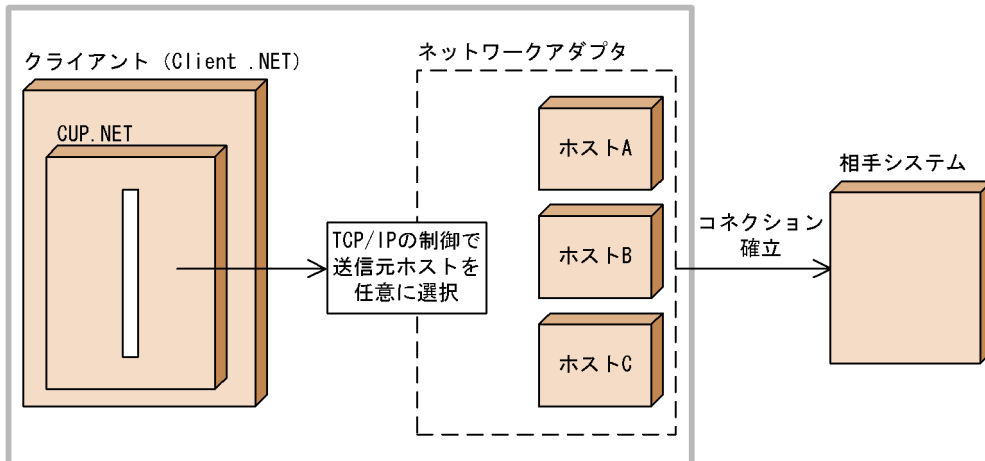 クライアント（Client .NET）
CUP.NET
TCP/IPの制御で
送信元ホストを
任意に選択
ネットワークアダプタ
ホストA
ホストB
ホストC
コネクション
確立
相手システム